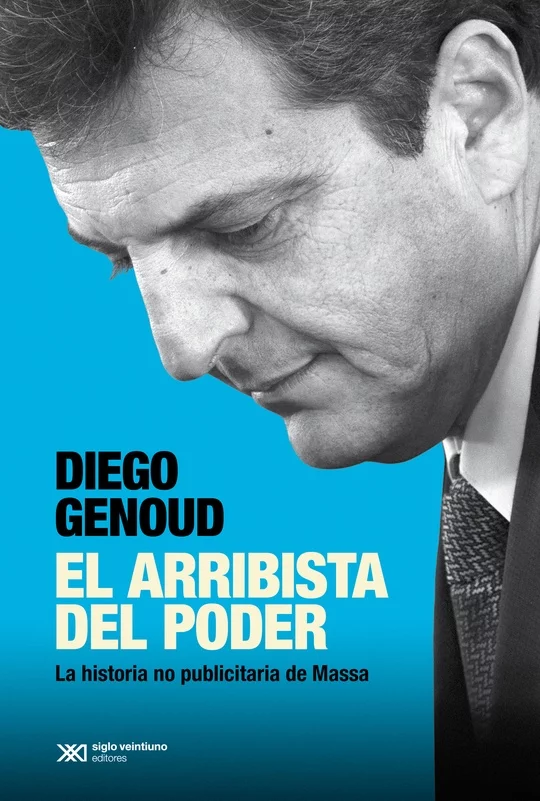 DIEGO
GENOUD
EL ARRIBISTA
DEL PODER
La historia no publicitaria de Massa
siglo veintiuno
editores